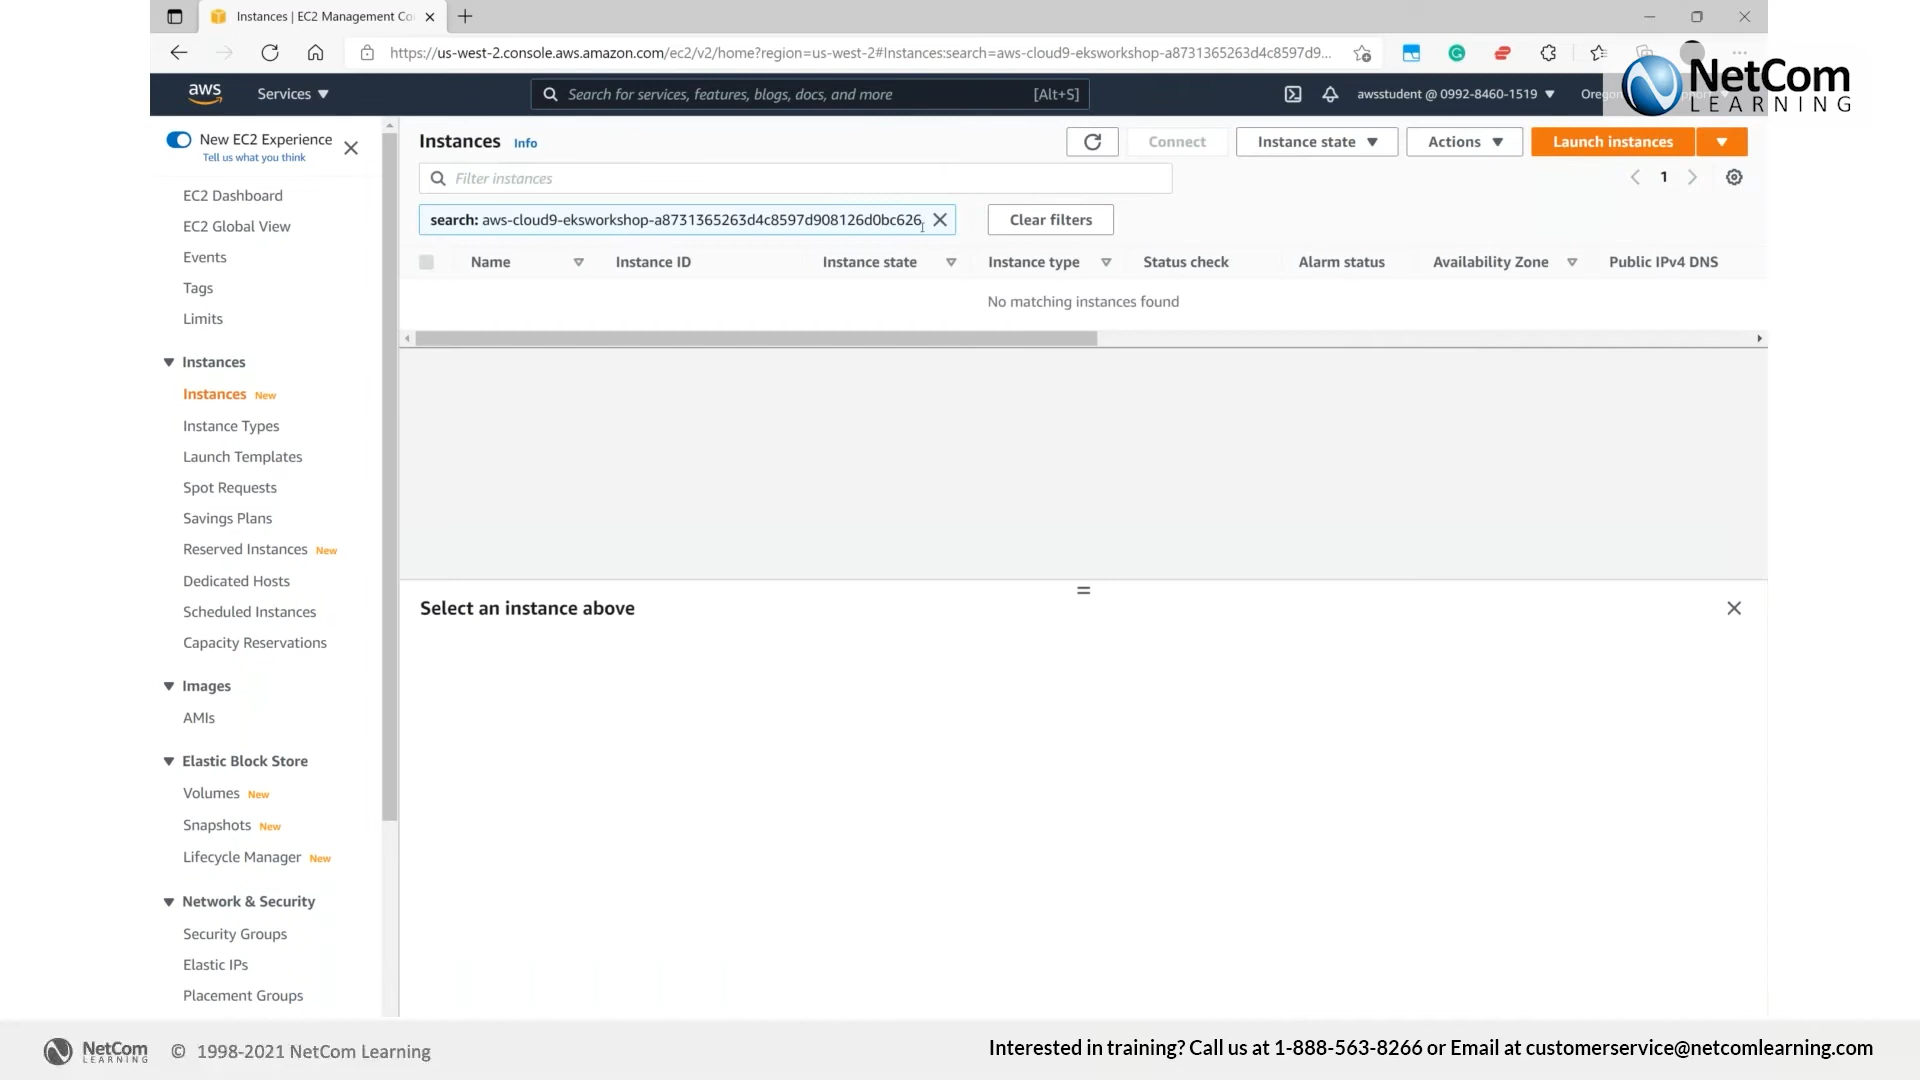 Instances | EC2 Management Co
https://us-west-2.console.aws.amazon.com/ec2/v2/home?region=us-west-2#Instances:search=aws-cloud9-eksworkshop-a8731365263d4c8597d9...
aws
Services
Search for services, features, blogs, docs, and more
[Alt+S]
awsstudent @ 0992-8460-1519
NetCom
LEARNING
New EC2 Experience
Tell us what you think
EC2 Dashboard
EC2 Global View
Events
Tags
Limits
Instances
Instances New
Instance Types
Launch Templates
Spot Requests
Savings Plans
Reserved Instances New
Dedicated Hosts
Scheduled Instances
Capacity Reservations
Images
AMIs
Elastic Block Store
Volumes New
Snapshots New
Lifecycle Manager New
Network & Security
Security Groups
Elastic IPs
Placement Groups
Instances Info
Connect
Instance state
Actions
Launch instances
Filter instances
1
search: aws-cloud9-eksworkshop-a8731365263d4c8597d908126d0bc626
Clear filters
Name Instance ID Instance state Instance type Status check Alarm status Availability Zone Public IPv4 DNS
No matching instances found
Select an instance above
NetCom
LEARNING
© 1998-2021 NetCom Learning
Interested in training? Call us at 1-888-563-8266 or Email at customerservice@netcomlearning.com